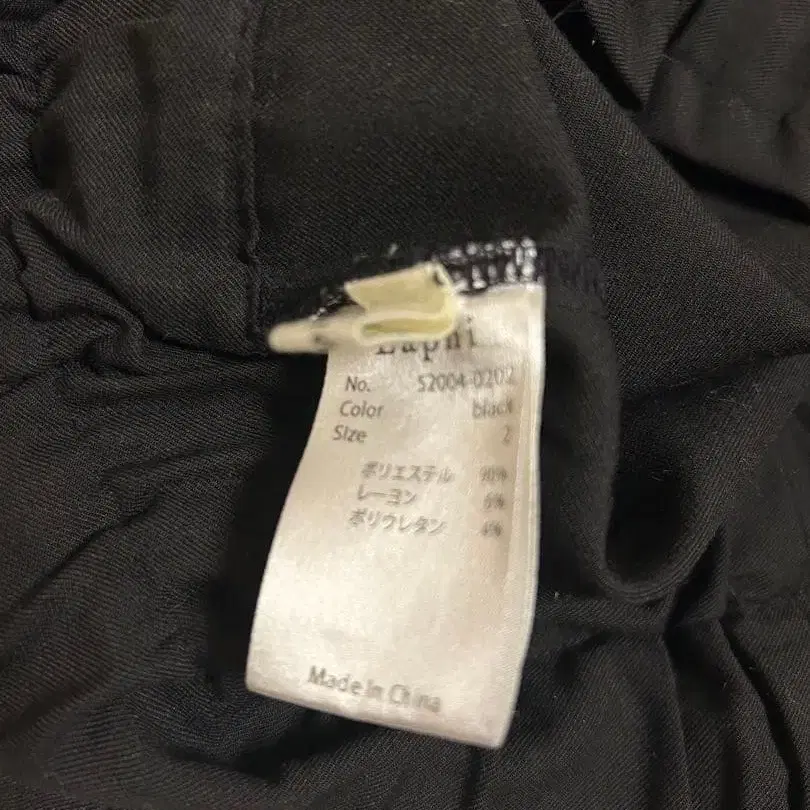 No. S2004-0202
Color black
Size 2
ポリエステル 90%
レーヨン 6%
ポリウレタン 4%
Made in China